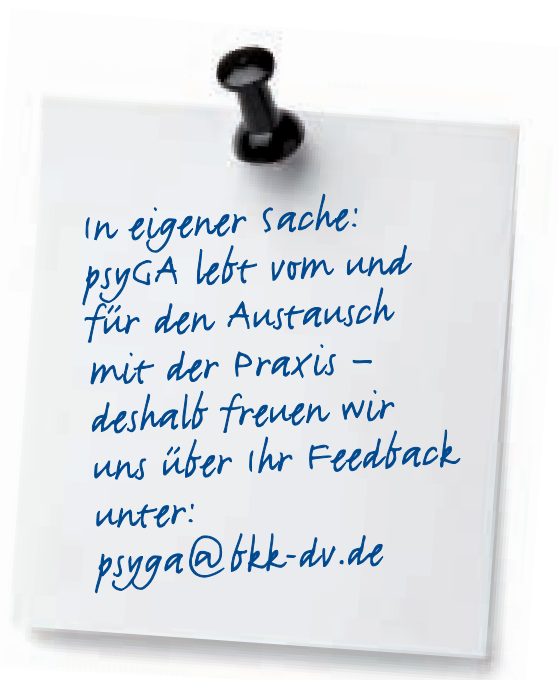 In eigener Sache:
psyGA lebt vom und
für den Austausch
mit der Praxis –
deshalb freuen wir
uns über Ihr Feedback
unter:
psyga@bkk-dv.de